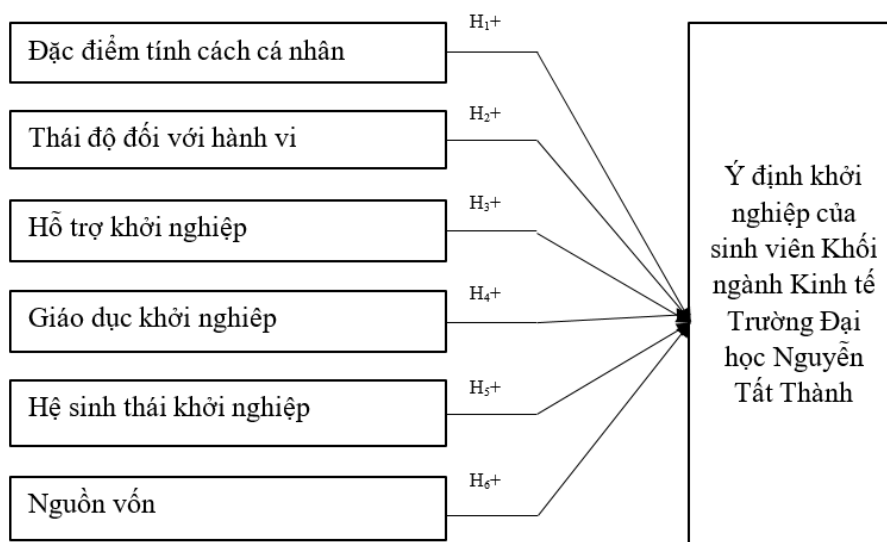 H₁+
Đặc điểm tính cách cá nhân
H₂+
Thái độ đối với hành vi
H₃+
Hỗ trợ khởi nghiệp
H₄+
Giáo dục khởi nghiêp
H₅+
Hệ sinh thái khởi nghiệp
H₆+
Nguồn vốn
Ý định khởi
nghiệp của
sinh viên Khối
ngành Kinh tế
Trường Đại
học Nguyễn
Tất Thành